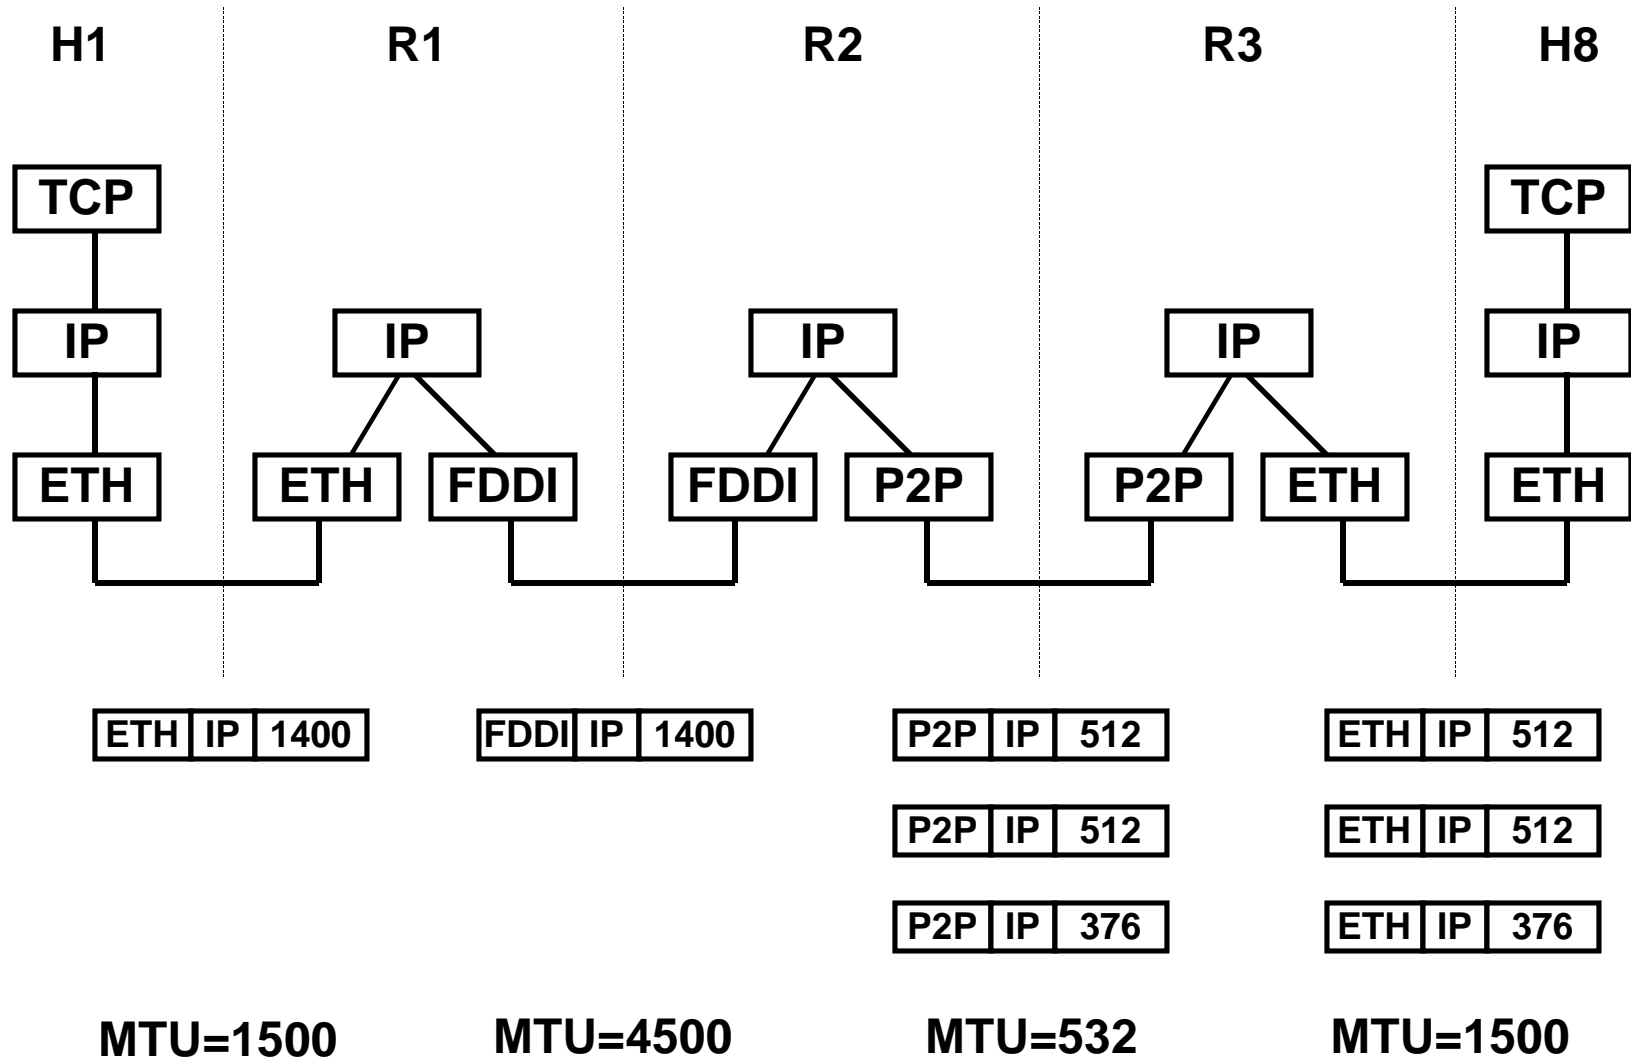 H1 R1 R2 R3 H8
TCP TCP
IP IP IP IP IP
ETH ETH FDDI FDDI P2P P2P ETH ETH
ETH IP 1400 FDDI IP 1400 P2P IP 512 ETH IP 512
P2P IP 512 ETH IP 512
P2P IP 376 ETH IP 376
MTU=1500 MTU=4500 MTU=532 MTU=1500